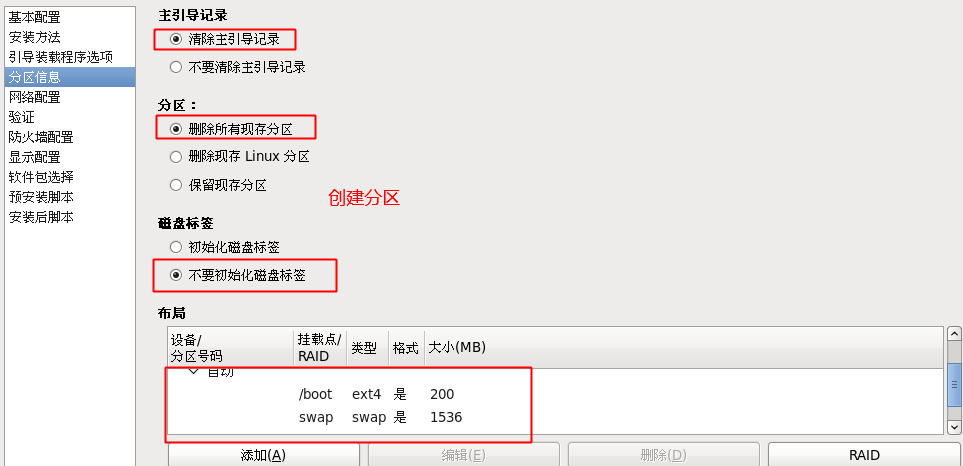 基本配置
安装方法
引导装载程序选项
分区信息
网络配置
验证
防火墙配置
显示配置
软件包选择
预安装脚本
安装后脚本
主引导记录
清除主引导记录
不要清除主引导记录
分区：
删除所有现存分区
删除现存 Linux 分区
保留现存分区
创建分区
磁盘标签
初始化磁盘标签
不要初始化磁盘标签
布局
设备/
分区号码
挂载点/
RAID
类型
格式
大小(MB)
自动
/boot ext4 是 200
swap swap 是 1536
添加(A) 编辑(E) 删除(D) RAID